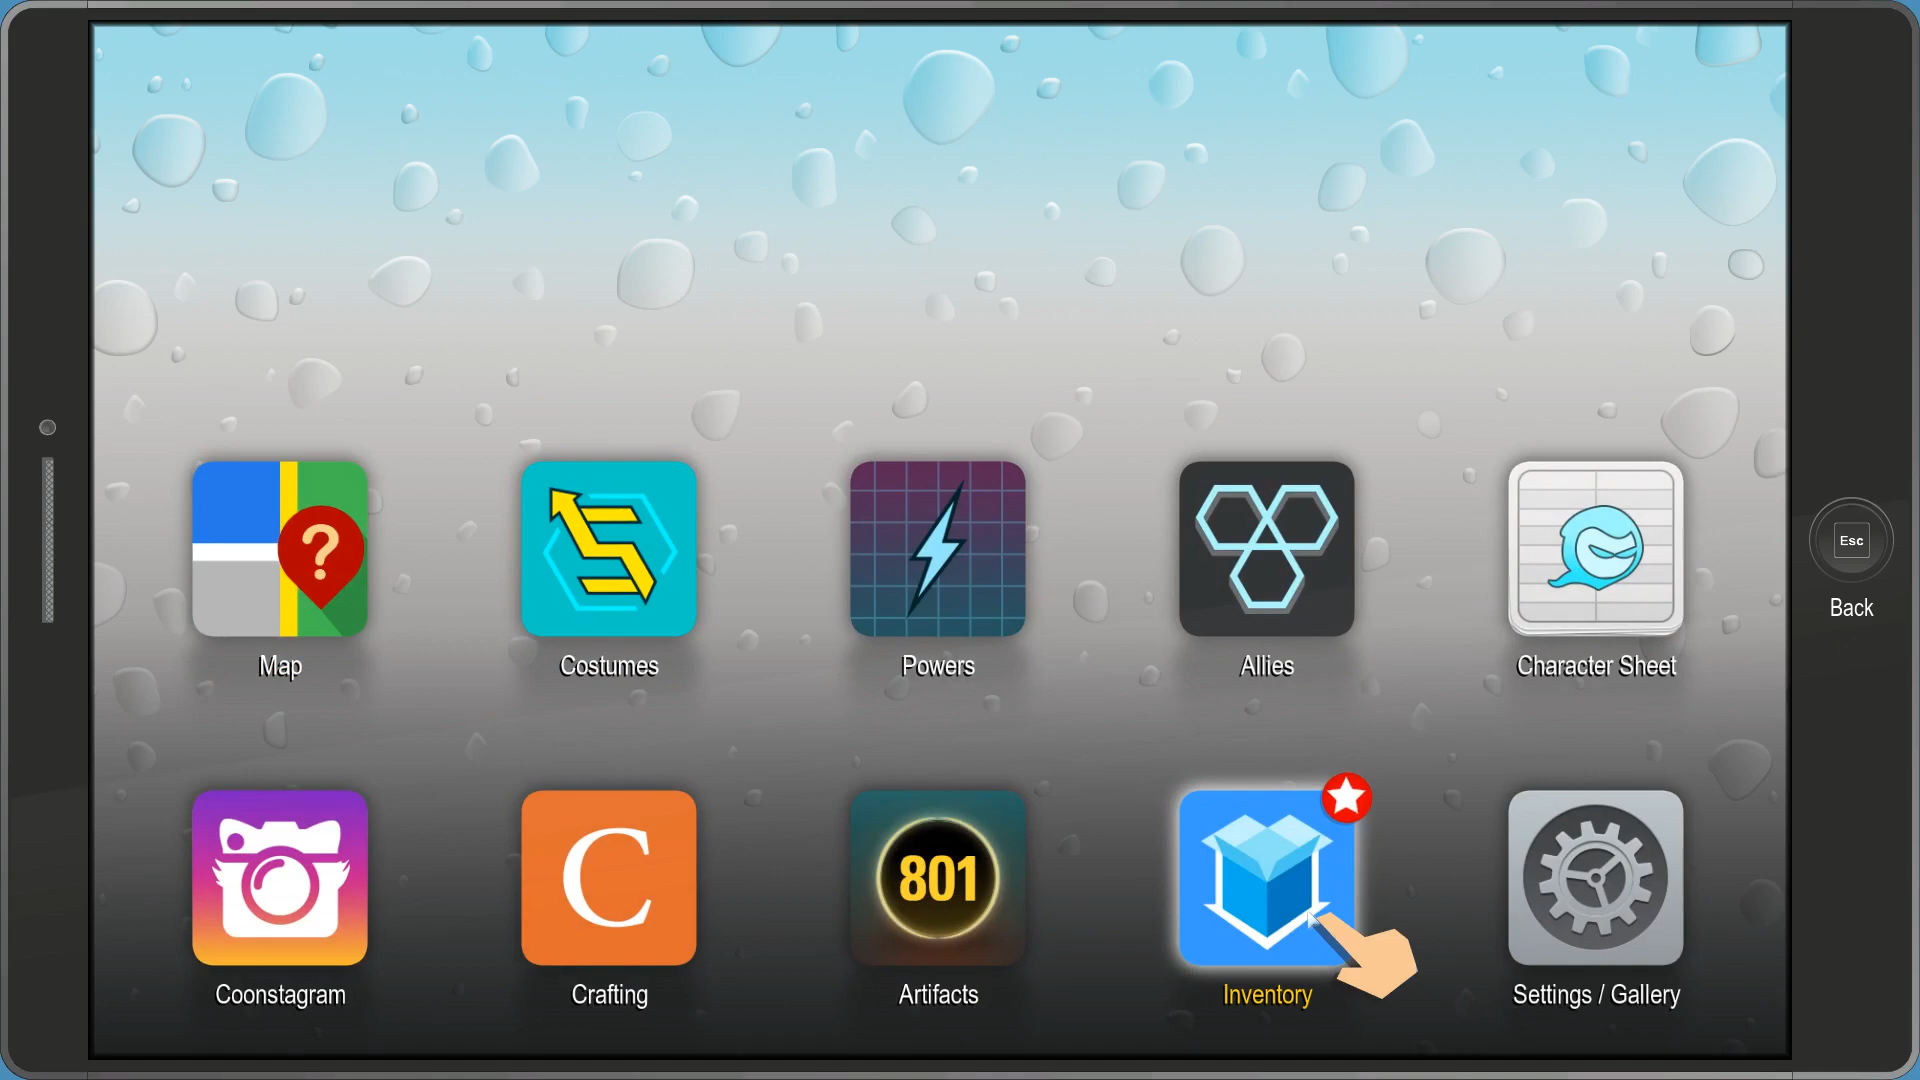 ?
Map
Costumes
Powers
Allies
Character Sheet
Esc
Back
C
801
Coonstagram
Crafting
Artifacts
Inventory
Settings / Gallery